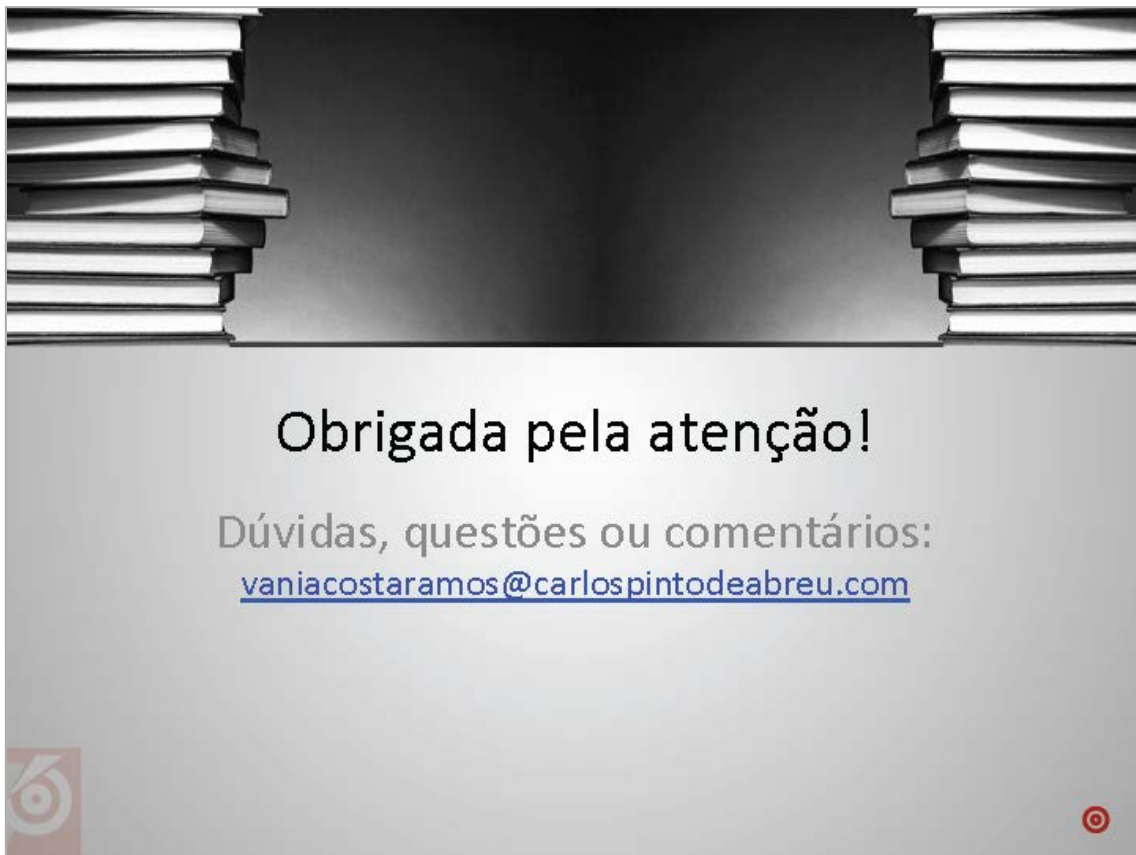 Obrigada pela atenção!
Dúvidas, questões ou comentários:
vaniacostaramos@carlospintodeabreu.com